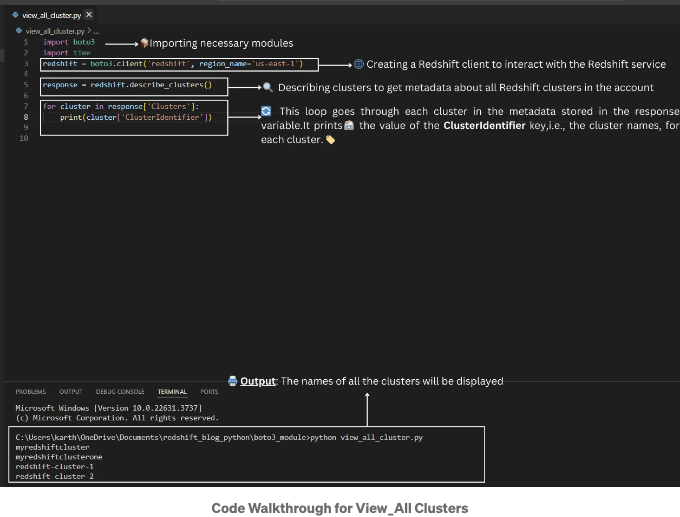 view_all_cluster.py
view_all_cluster.py > ...
1 import boto3
Importing necessary modules
2 import time
3 redshift = boto3.client('redshift', region_name='us-east-1')
Creating a Redshift client to interact with the Redshift service
4
5 response = redshift.describe_clusters()
Describing clusters to get metadata about all Redshift clusters in the account
6
7 for cluster in response['Clusters']:
8 print(cluster['ClusterIdentifier'])
9
10
This loop goes through each cluster in the metadata stored in the response
variable.It prints the value of the ClusterIdentifier key,i.e., the cluster names, for
each cluster.
Output: The names of all the clusters will be displayed
PROBLEMS OUTPUT DEBUG CONSOLE TERMINAL PORTS
Microsoft Windows [Version 10.0.22631.3737]
(c) Microsoft Corporation. All rights reserved.
C:\Users\karth\OneDrive\Documents\redshift_blog_python\boto3_module>python view_all_cluster.py
myredshiftcluster
myredshiftclusterone
redshift-cluster-1
redshift-cluster-2
Code Walkthrough for View_All Clusters